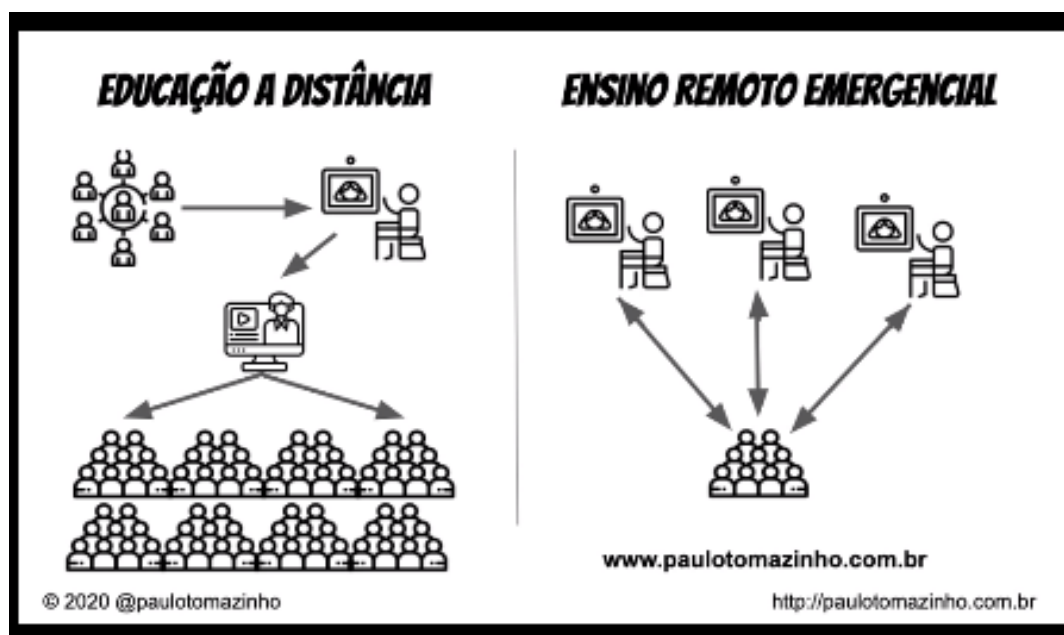 EDUCAÇÃO A DISTÂNCIA
ENSINO REMOTO EMERGENCIAL
www.paulotomazinho.com.br
© 2020 @paulotomazinho
http://paulotomazinho.com.br